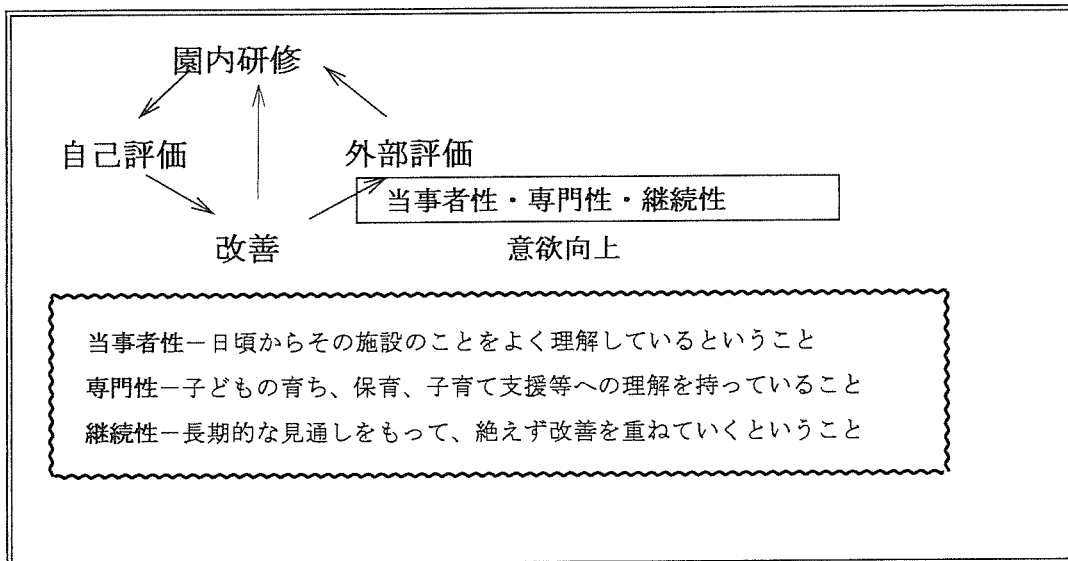 園内研修
自己評価
外部評価
当事者性・専門性・継続性
改善
意欲向上
当事者性－日頃からその施設のことをよく理解しているということ
専門性－子どもの育ち、保育、子育て支援等への理解を持っていること
継続性－長期的な見通しをもって、絶えず改善を重ねていくということ